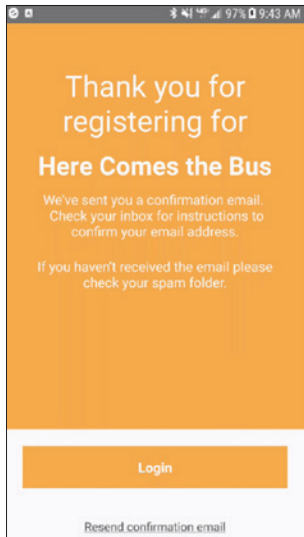 97% 9:43 AM
Thank you for
registering for
Here Comes the Bus
We've sent you a confirmation email.
Check your inbox for instructions to
confirm your email address.
If you haven't received the email please
check your spam folder.
Login
Resend confirmation email